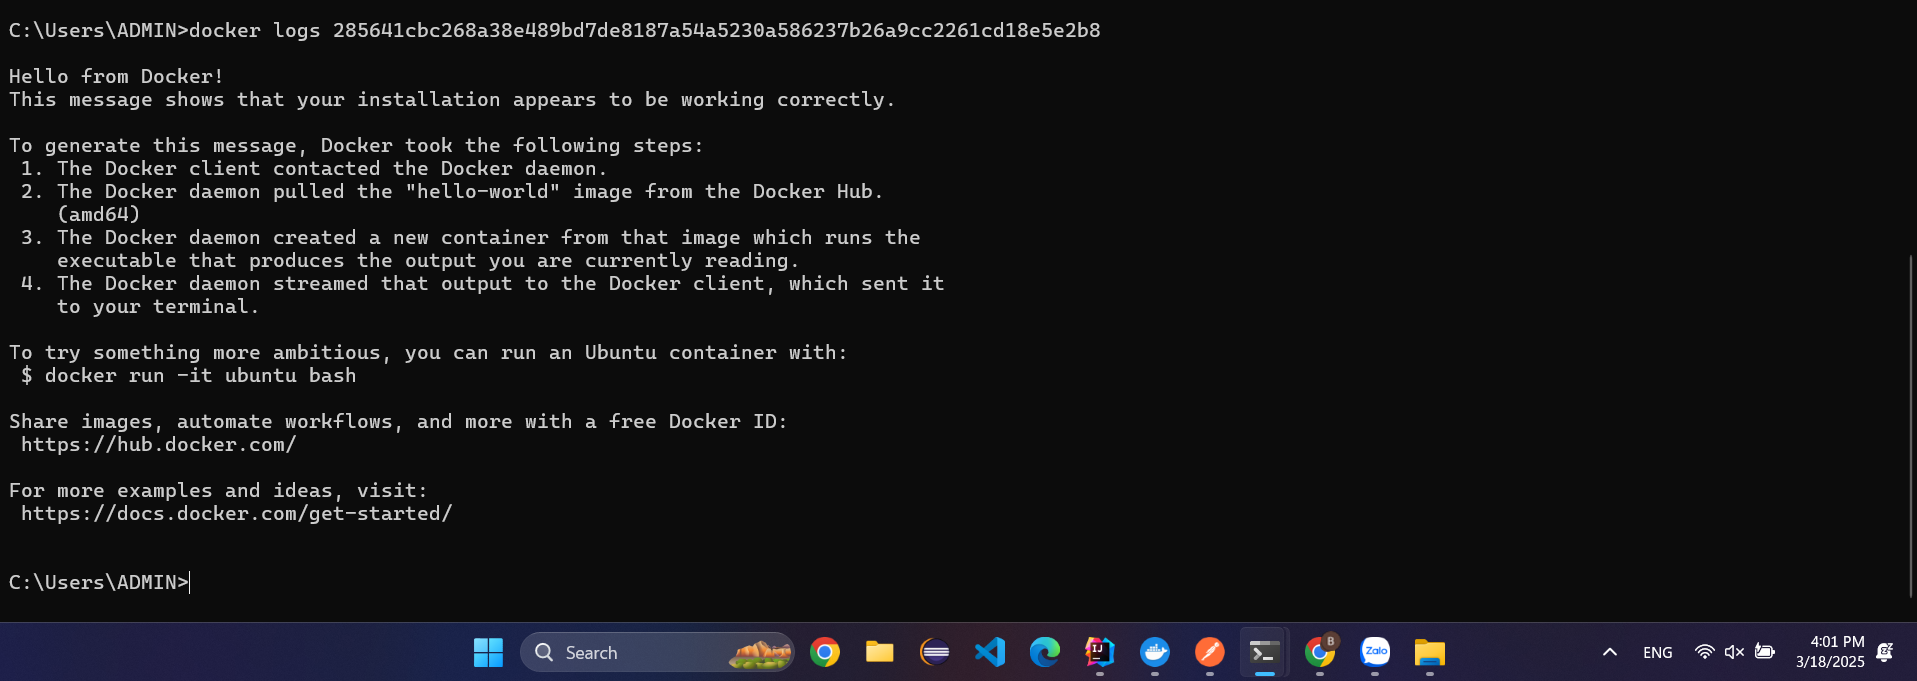 C:\Users\ADMIN>docker logs 285641cbc268a38e489bd7de8187a54a5230a586237b26a9cc2261cd18e5e2b8
Hello from Docker!
This message shows that your installation appears to be working correctly.
To generate this message, Docker took the following steps:
1. The Docker client contacted the Docker daemon.
2. The Docker daemon pulled the "hello-world" image from the Docker Hub.
(amd64)
3. The Docker daemon created a new container from that image which runs the
executable that produces the output you are currently reading.
4. The Docker daemon streamed that output to the Docker client, which sent it
to your terminal.
To try something more ambitious, you can run an Ubuntu container with:
$ docker run -it ubuntu bash
Share images, automate workflows, and more with a free Docker ID:
https://hub.docker.com/
For more examples and ideas, visit:
https://docs.docker.com/get-started/
C:\Users\ADMIN>
Search
IJ
B
Zalo
ENG
4:01 PM
3/18/2025